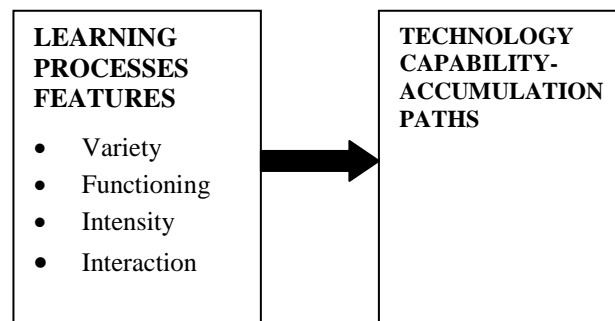 LEARNING
PROCESSES
FEATURES
• Variety
• Functioning
• Intensity
• Interaction
TECHNOLOGY
CAPABILITY-
ACCUMULATION
PATHS